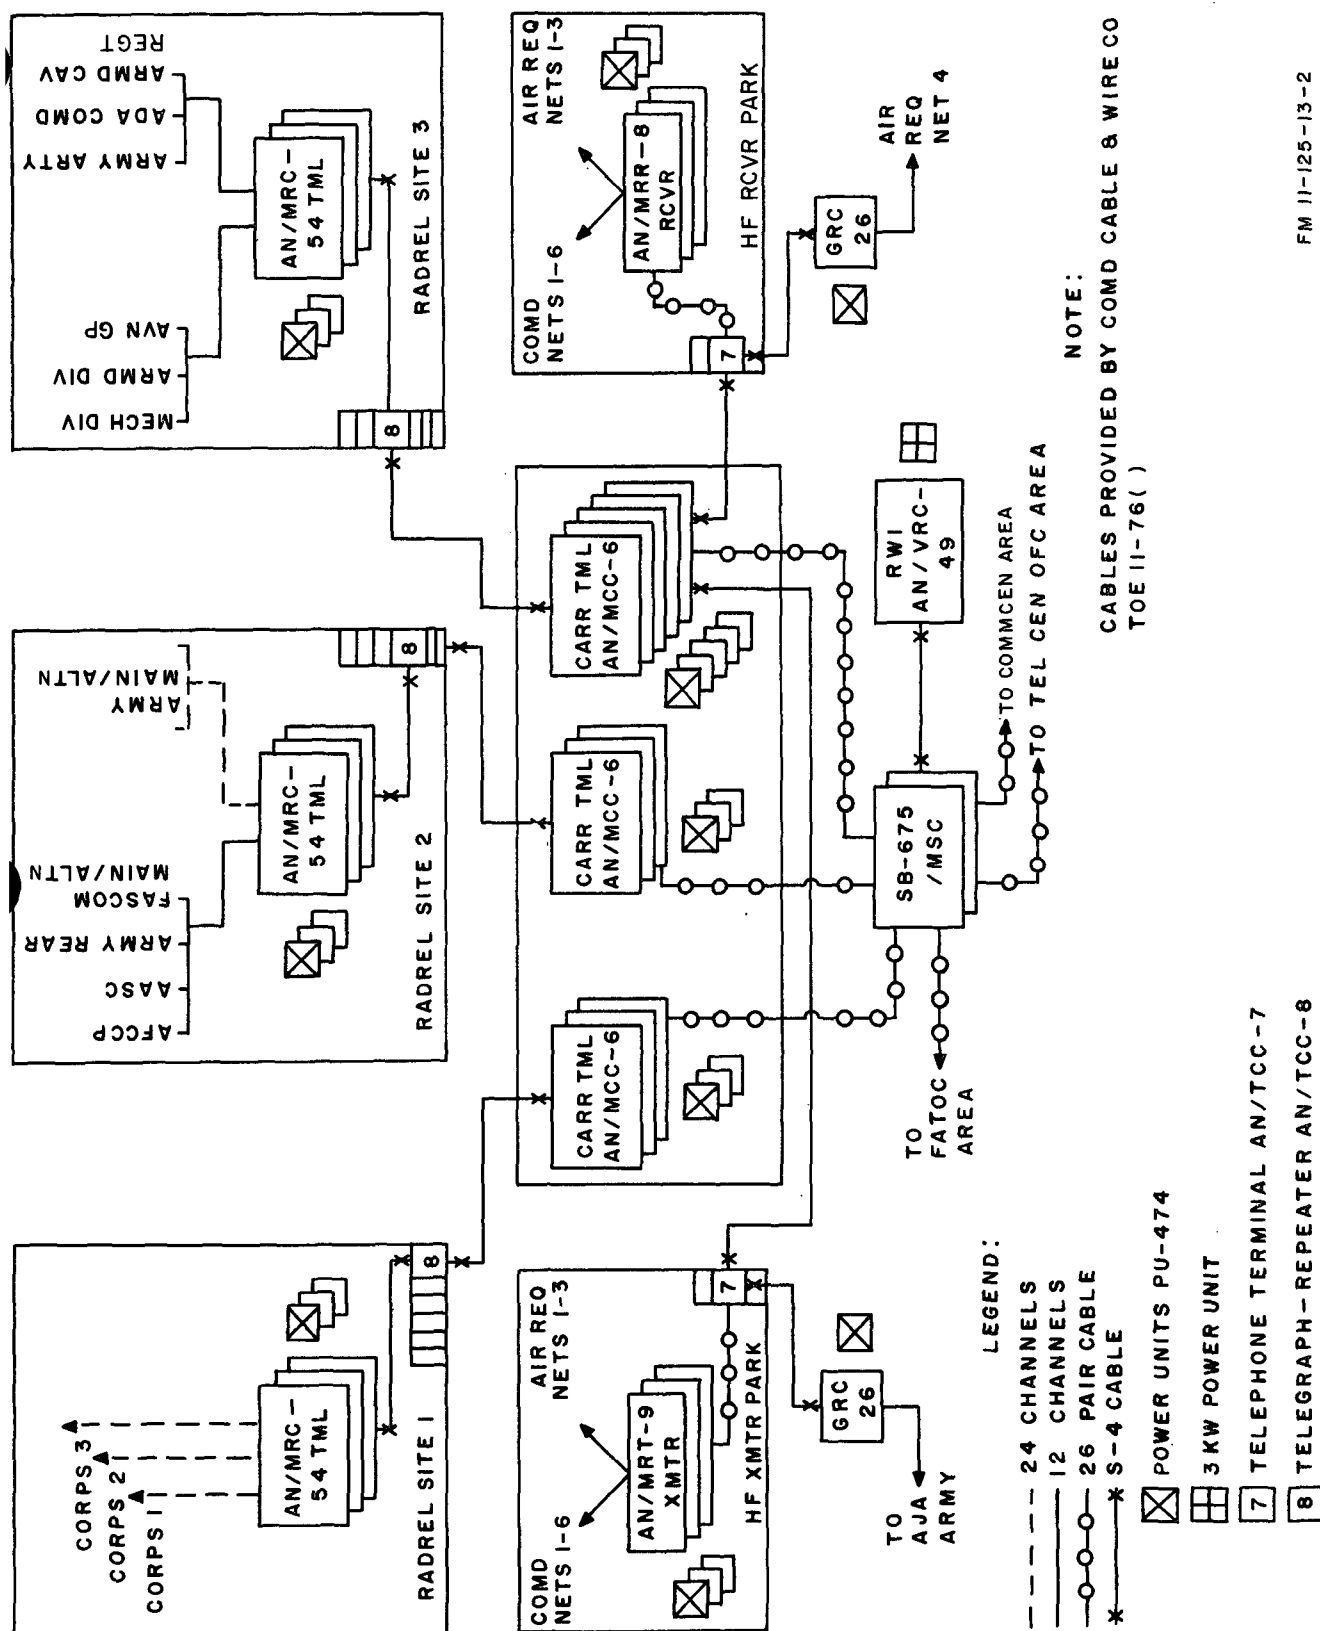 CORPS 3
CORPS 2
CORPS 1
AN/MRC-
54 TML
8
RADREL SITE 1
AFCCP
AASC
ARMY REAR
FASCOM
MAIN/ALTN
ARMY
MAIN/ALTN
AN/MRC-
54 TML
8
RADREL SITE 2
MECH DIV
ARMD DIV
AVN GP
ARMY ARTY
ADA COMD
ARMD CAV
REGT
AN/MRC-
54 TML
8
RADREL SITE 3
COMD
NETS 1-6
AIR REQ
NETS 1-3
AN/MRT-9
XMTR
7
HF XMTR PARK
CARR TML
AN/MCC-6
CARR TML
AN/MCC-6
CARR TML
AN/MCC-6
COMD
NETS 1-6
AIR REQ
NETS 1-3
AN/MRR-8
RCVR
7
HF RCVR PARK
GRC
26
TO
AJA
ARMY
TO
FATOC
AREA
SB-675
/MSC
RWI
AN/VRC-
49
GRC
26
AIR
REQ
NET 4
TO COMMCEN AREA
TO TEL CEN OFC AREA
LEGEND:
24 CHANNELS
12 CHANNELS
26 PAIR CABLE
S-4 CABLE
POWER UNITS PU-474
3 KW POWER UNIT
7 TELEPHONE TERMINAL AN/TCC-7
8 TELEGRAPH-REPEATER AN/TCC-8
NOTE:
CABLES PROVIDED BY COMD CABLE & WIRE CO
TOE 11-76( )
FM 11-125-13-2